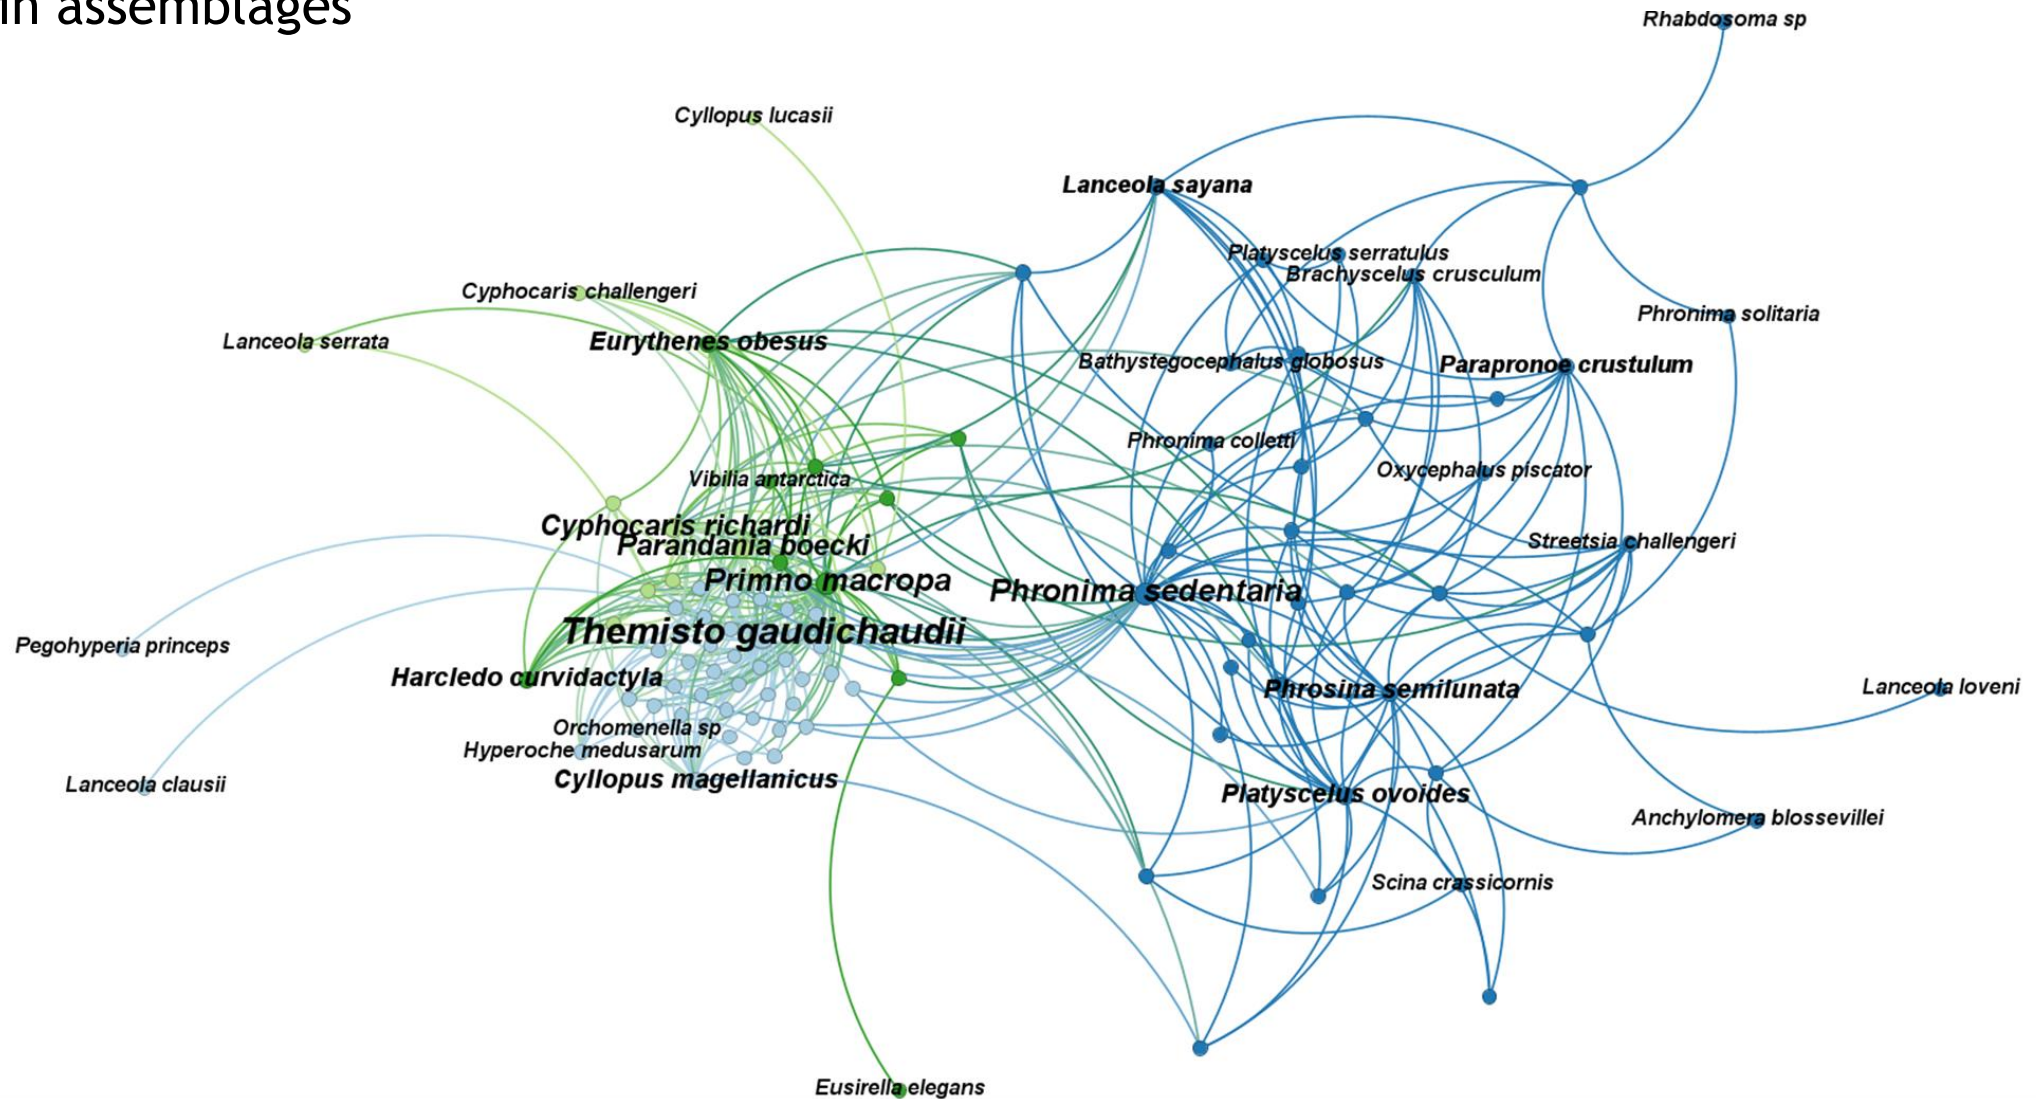 in assemblages
Rhabdosoma sp
Cyllopus lucasii
Lanceola sayana
Platyscelus serratulus
Brachyscelus crusculum
Cyphocaris challengeri
Phronima solitaria
Lanceola serrata
Eurythenes obesus
Bathystegocephalus globosus
Parapronoe crustulum
Phronima colletti
Oxycephalus piscator
Vibilia antarctica
Cyphocaris richardi
Parandania boecki
Streetsia challengeri
Primno macropa
Phronima sedentaria
Themisto gaudichaudii
Pegohyperia princeps
Harcledo curvidactyla
Phrosina semilunata
Lanceola loveni
Orchomenella sp
Hyperoche medusarum
Cyllopus magellanicus
Lanceola clausii
Platyscelus ovoides
Anchylomera blossevillei
Scina crassicornis
Eusirella elegans